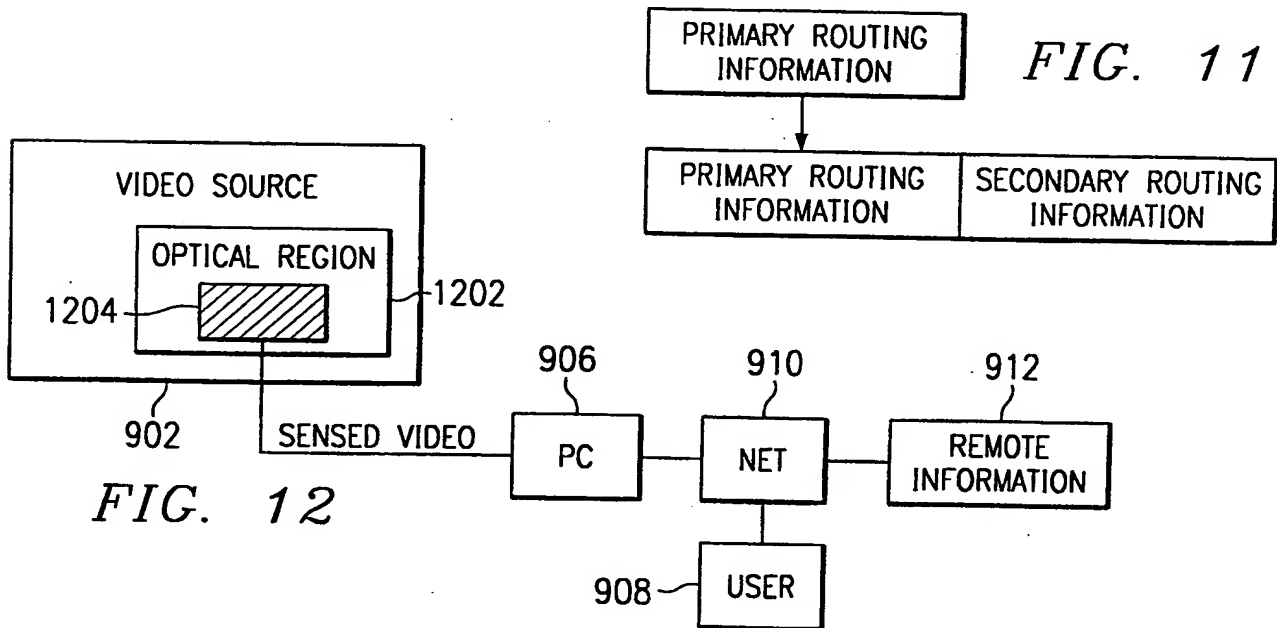 PRIMARY ROUTING
INFORMATION
FIG. 11
PRIMARY ROUTING
INFORMATION
SECONDARY ROUTING
INFORMATION
VIDEO SOURCE
OPTICAL REGION
1204
1202
902
SENSED VIDEO
906
PC
910
NET
912
REMOTE
INFORMATION
908
USER
FIG. 12